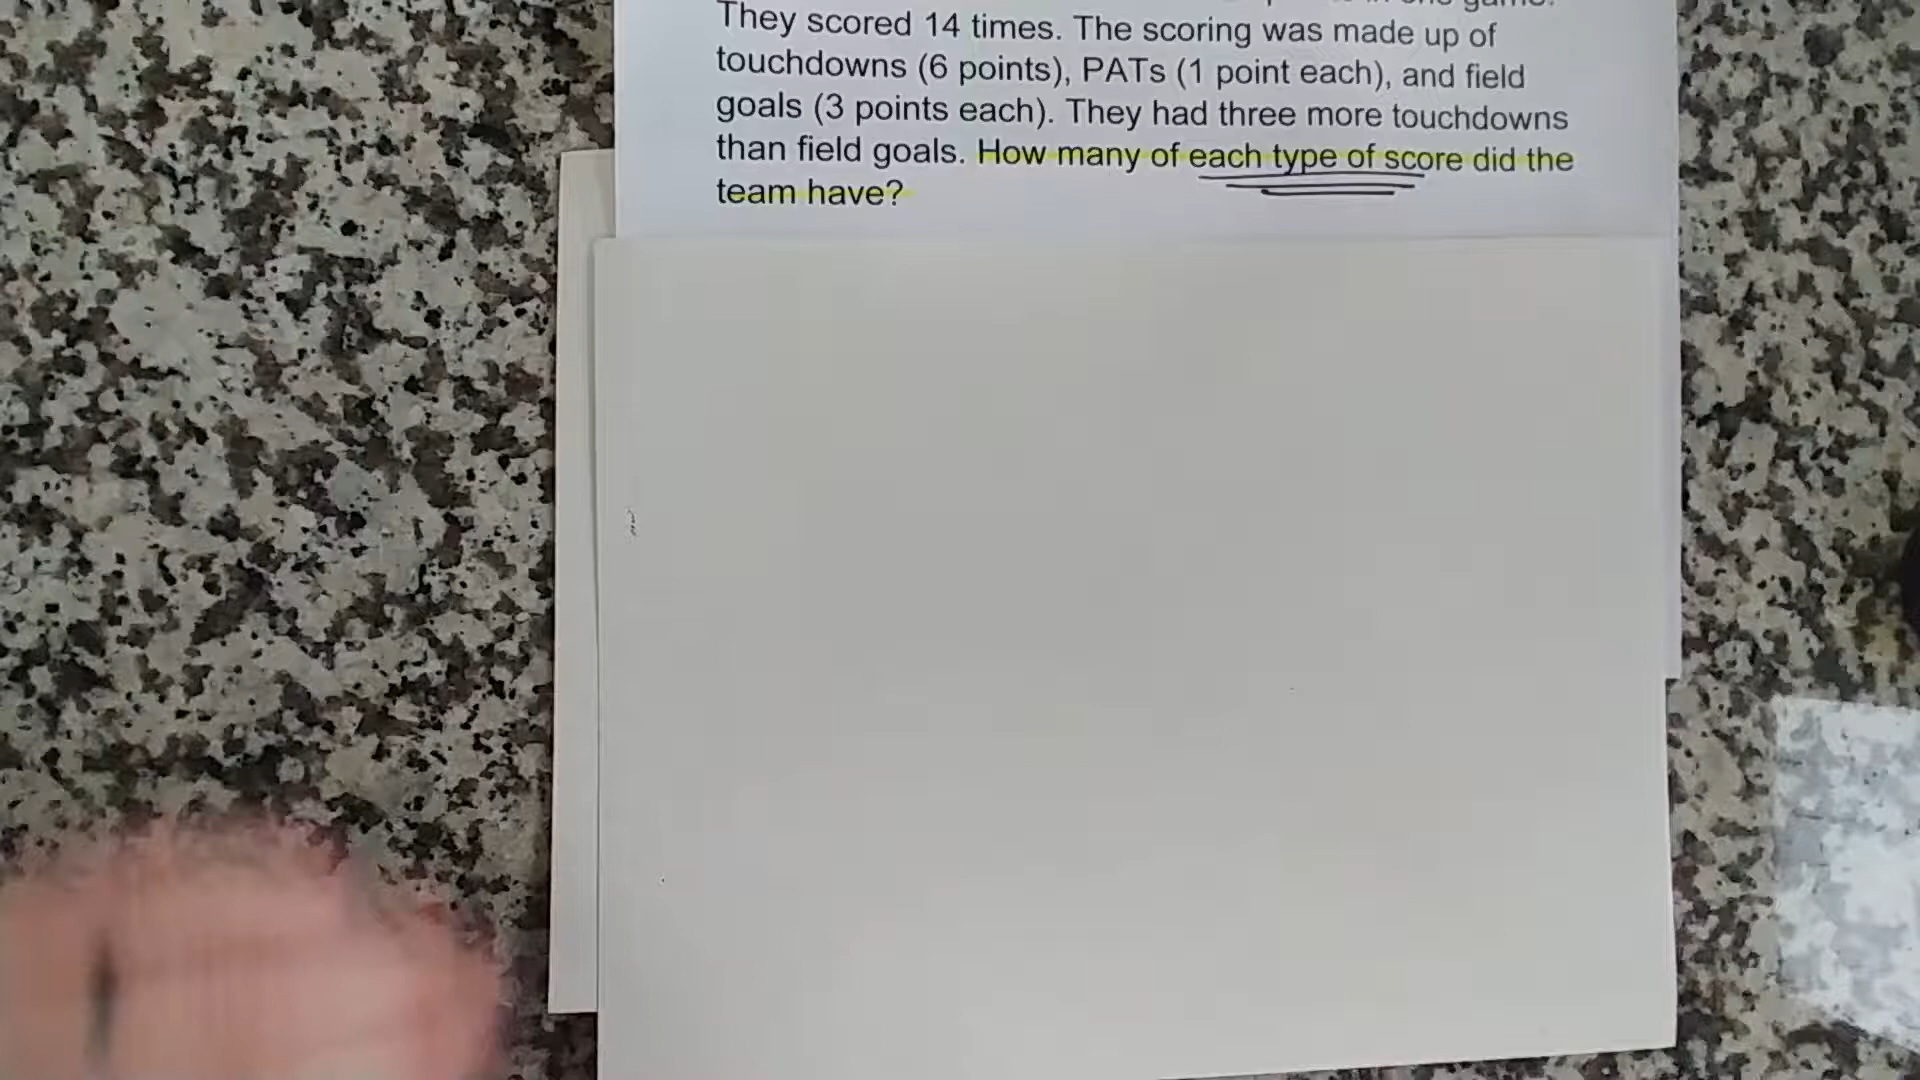 They scored 14 times. The scoring was made up of
touchdowns (6 points), PATs (1 point each), and field
goals (3 points each). They had three more touchdowns
than field goals. How many of each type of score did the
team have?